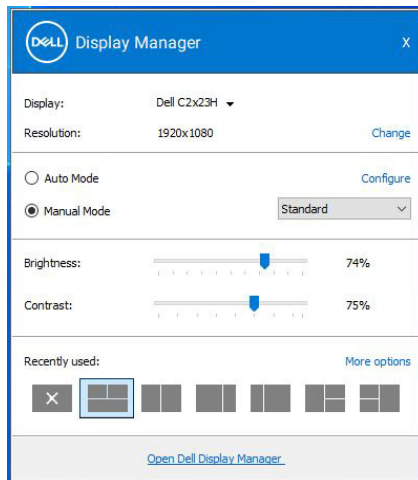 DELL Display Manager X
Display: Dell C2x23H
Resolution: 1920x1080 Change
Auto Mode Configure
Manual Mode Standard
Brightness: 74%
Contrast: 75%
Recently used: More options
Open Dell Display Manager